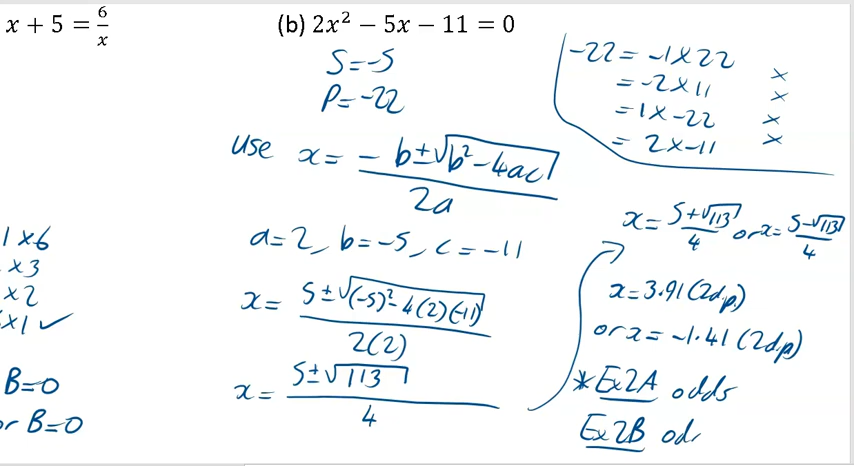 x + 5 = 6/x
1 x 6
x 3
x 2
x 1 ✓
B = 0
or B = 0
(b) 2x² − 5x − 11 = 0
S = -5
P = -22
-22 = -1 x 22 x
= -2 x 11 x
= 1 x -22 x
= 2 x -11 x
Use x = (-b ± √(b² - 4ac))/2a
a = 2, b = -5, c = -11
x = (5 ± √((-5)² - 4(2)(-11)))/2(2)
x = (5 ± √113)/4
x = (5 + √113)/4 or x = (5 - √113)/4
x = 3.91 (2d.p)
or x = -1.41 (2d.p)
* Ex2A odds
Ex2B od